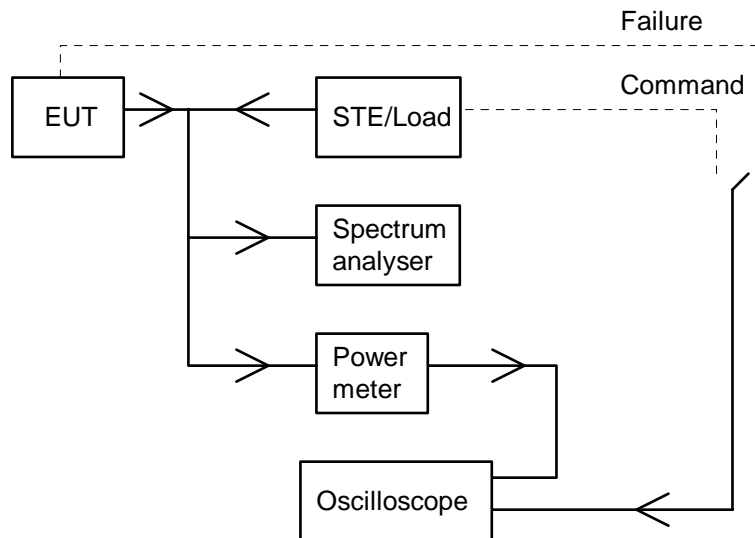 Failure
Command
EUT
STE/Load
Spectrum
analyser
Power
meter
Oscilloscope